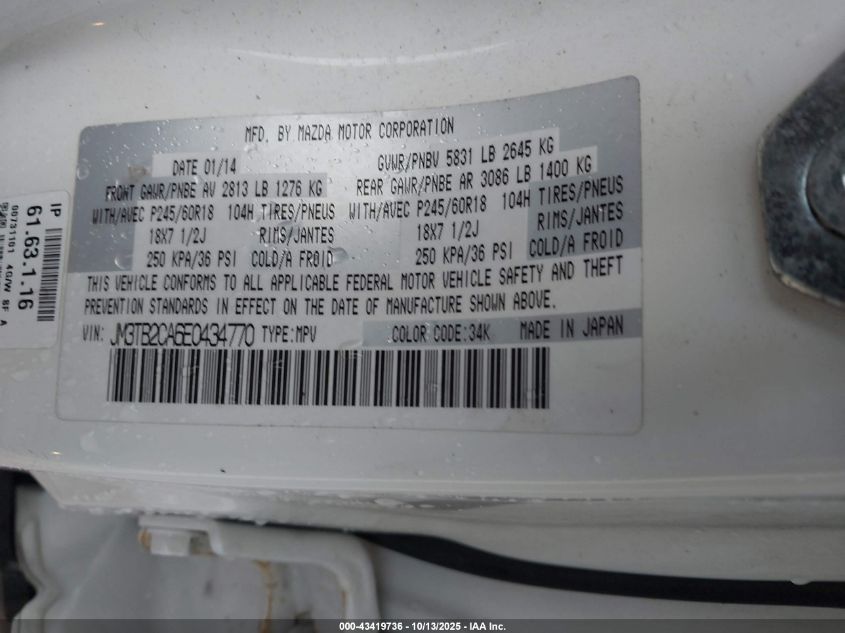 MFD. BY MAZDA MOTOR CORPORATION
DATE 01/14 GVWR/PNBV 5831 LB 2645 KG
FRONT GAWR/PNBE AV 2813 LB 1276 KG REAR GAWR/PNBE AR 3086 LB 1400 KG
WITH/AVEC P245/60R18 104H TIRES/PNEUS WITH/AVEC P245/60R18 104H TIRES/PNEUS
18X7 1/2J RIMS/JANTES 18X7 1/2J RIMS/JANTES
250 KPA/36 PSI COLD/A FROID 250 KPA/36 PSI COLD/A FROID
THIS VEHICLE CONFORMS TO ALL APPLICABLE FEDERAL MOTOR VEHICLE SAFETY AND THEFT
PREVENTION STANDARDS IN EFFECT ON THE DATE OF MANUFACTURE SHOWN ABOVE.
VIN: JM3TB2CA6E0434770 TYPE:MPV COLOR CODE:34K MADE IN JAPAN
IP
61.63.1.16
00731101 4G/W 8F A
000-43419736 - 10/13/2025 - IAA Inc.